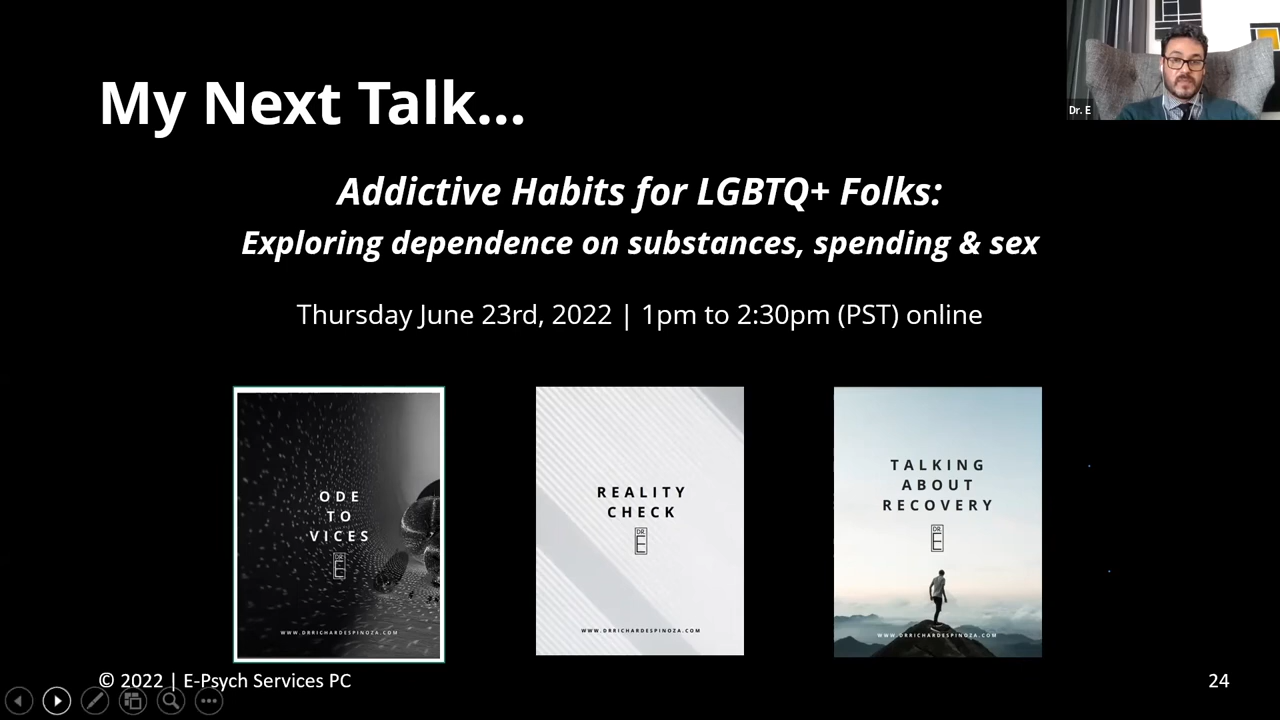 My Next Talk...
Dr. E
Addictive Habits for LGBTQ+ Folks:
Exploring dependence on substances, spending & sex
Thursday June 23rd, 2022 | 1pm to 2:30pm (PST) online
ODE
TO
VICES
DR.
E
WWW.DRRICHARDESPINOZA.COM
REALITY
CHECK
DR.
E
WWW.DRRICHARDESPINOZA.COM
TALKING
ABOUT
RECOVERY
DR.
E
WWW.DRRICHARDESPINOZA.COM
© 2022 | E-Psych Services PC
24